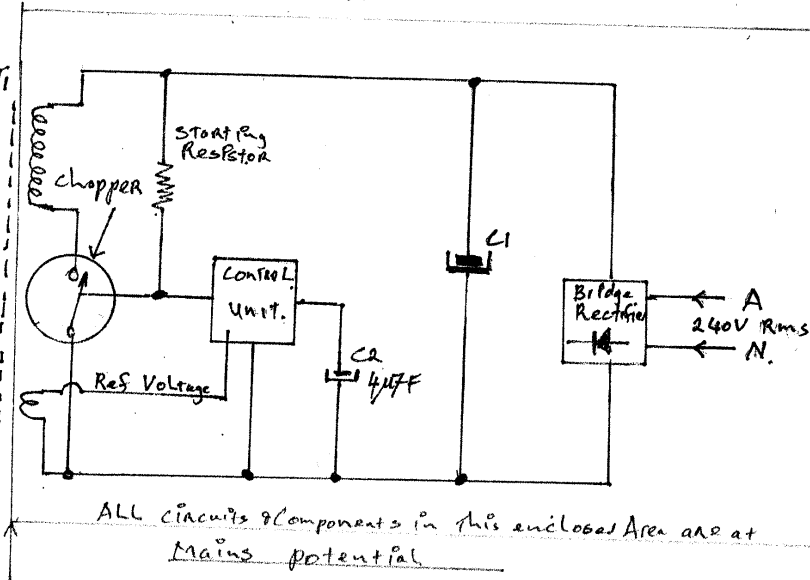 Starting
Resistor
Chopper
Control
Unit.
C1
C2
4µ7F
Ref Voltage
Bridge
Rectifier
A
240V Rms
N.
ALL circuits & Components in This enclosed Area are at
Mains potential